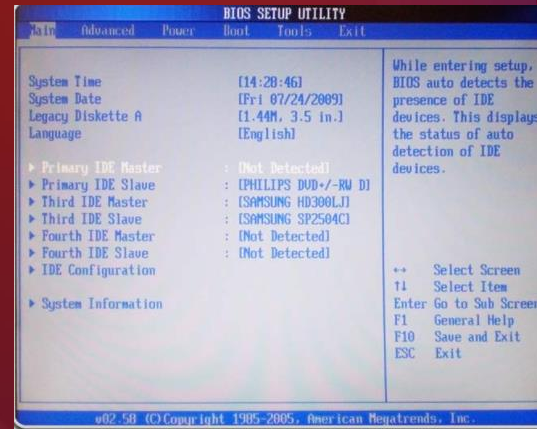 BIOS SETUP UTILITY
Main Advanced Power Boot Tools Exit
System Time [14:28:46]
System Date [Fri 07/24/2009]
Legacy Diskette A [1.44M, 3.5 in.]
Language [English]
▶ Primary IDE Master : [Not Detected]
▶ Primary IDE Slave : [PHILIPS DVD+/-RW D]
▶ Third IDE Master : [SAMSUNG HD300LJ]
▶ Third IDE Slave : [SAMSUNG SP2504C]
▶ Fourth IDE Master : [Not Detected]
▶ Fourth IDE Slave : [Not Detected]
▶ IDE Configuration
▶ System Information
While entering setup,
BIOS auto detects the
presence of IDE
devices. This displays
the status of auto
detection of IDE
devices.
↔ Select Screen
↑↓ Select Item
Enter Go to Sub Screen
F1 General Help
F10 Save and Exit
ESC Exit
v02.58 (C)Copyright 1985-2005, American Megatrends, Inc.